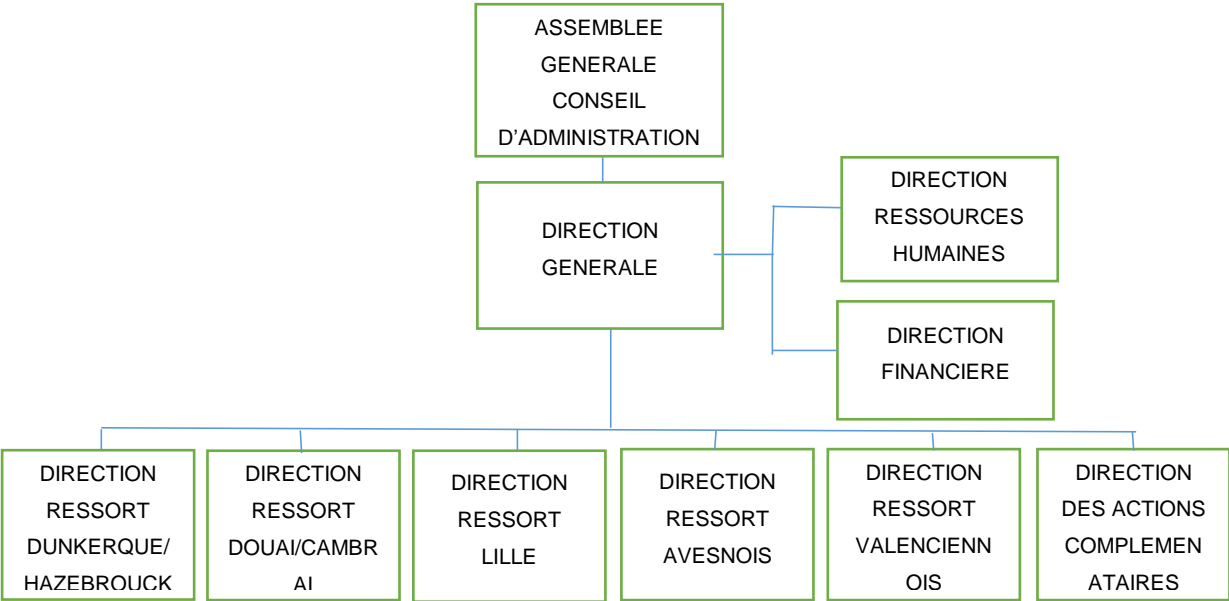 ASSEMBLEE
GENERALE
CONSEIL
D'ADMINISTRATION
DIRECTION
GENERALE
DIRECTION
RESSOURCES
HUMAINES
DIRECTION
FINANCIERE
DIRECTION
RESSORT
DUNKERQUE/
HAZEBROUCK
DIRECTION
RESSORT
DOUAI/CAMBR
AI
DIRECTION
RESSORT
LILLE
DIRECTION
RESSORT
AVESNOIS
DIRECTION
RESSORT
VALENCIENN
OIS
DIRECTION
DES ACTIONS
COMPLEMEN
ATAIRES